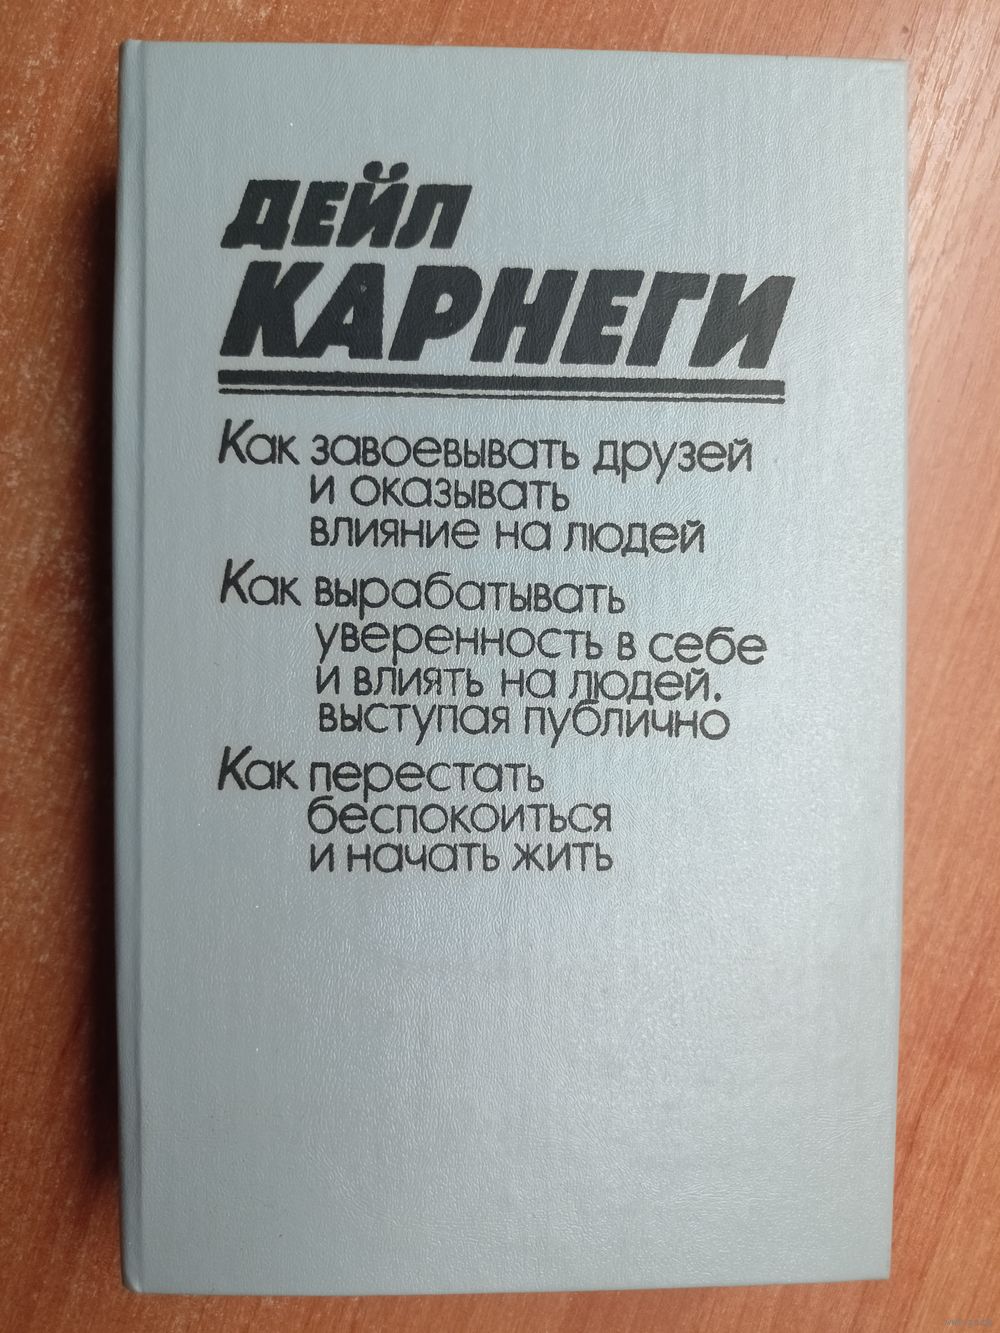 ДЕЙЛ
КАРНЕГИ
Как завоевывать друзей
и оказывать
влияние на людей
Как вырабатывать
уверенность в себе
и влиять на людей.
выступая публично
Как перестать
беспокоиться
и начать жить